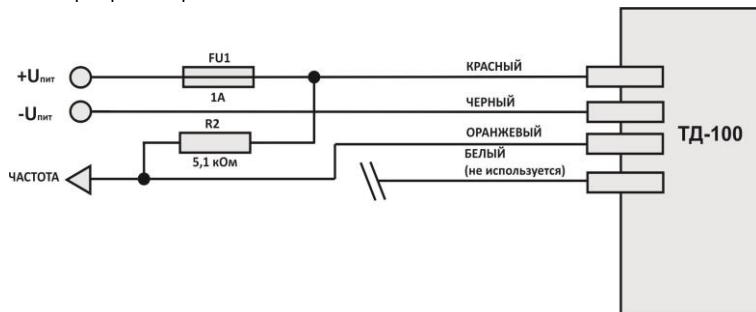 FU1
КРАСНЫЙ
+Uпит
1А
ЧЕРНЫЙ
-Uпит
R2
ОРАНЖЕВЫЙ
ТД-100
5,1 кОм
БЕЛЫЙ
(не используется)
ЧАСТОТА